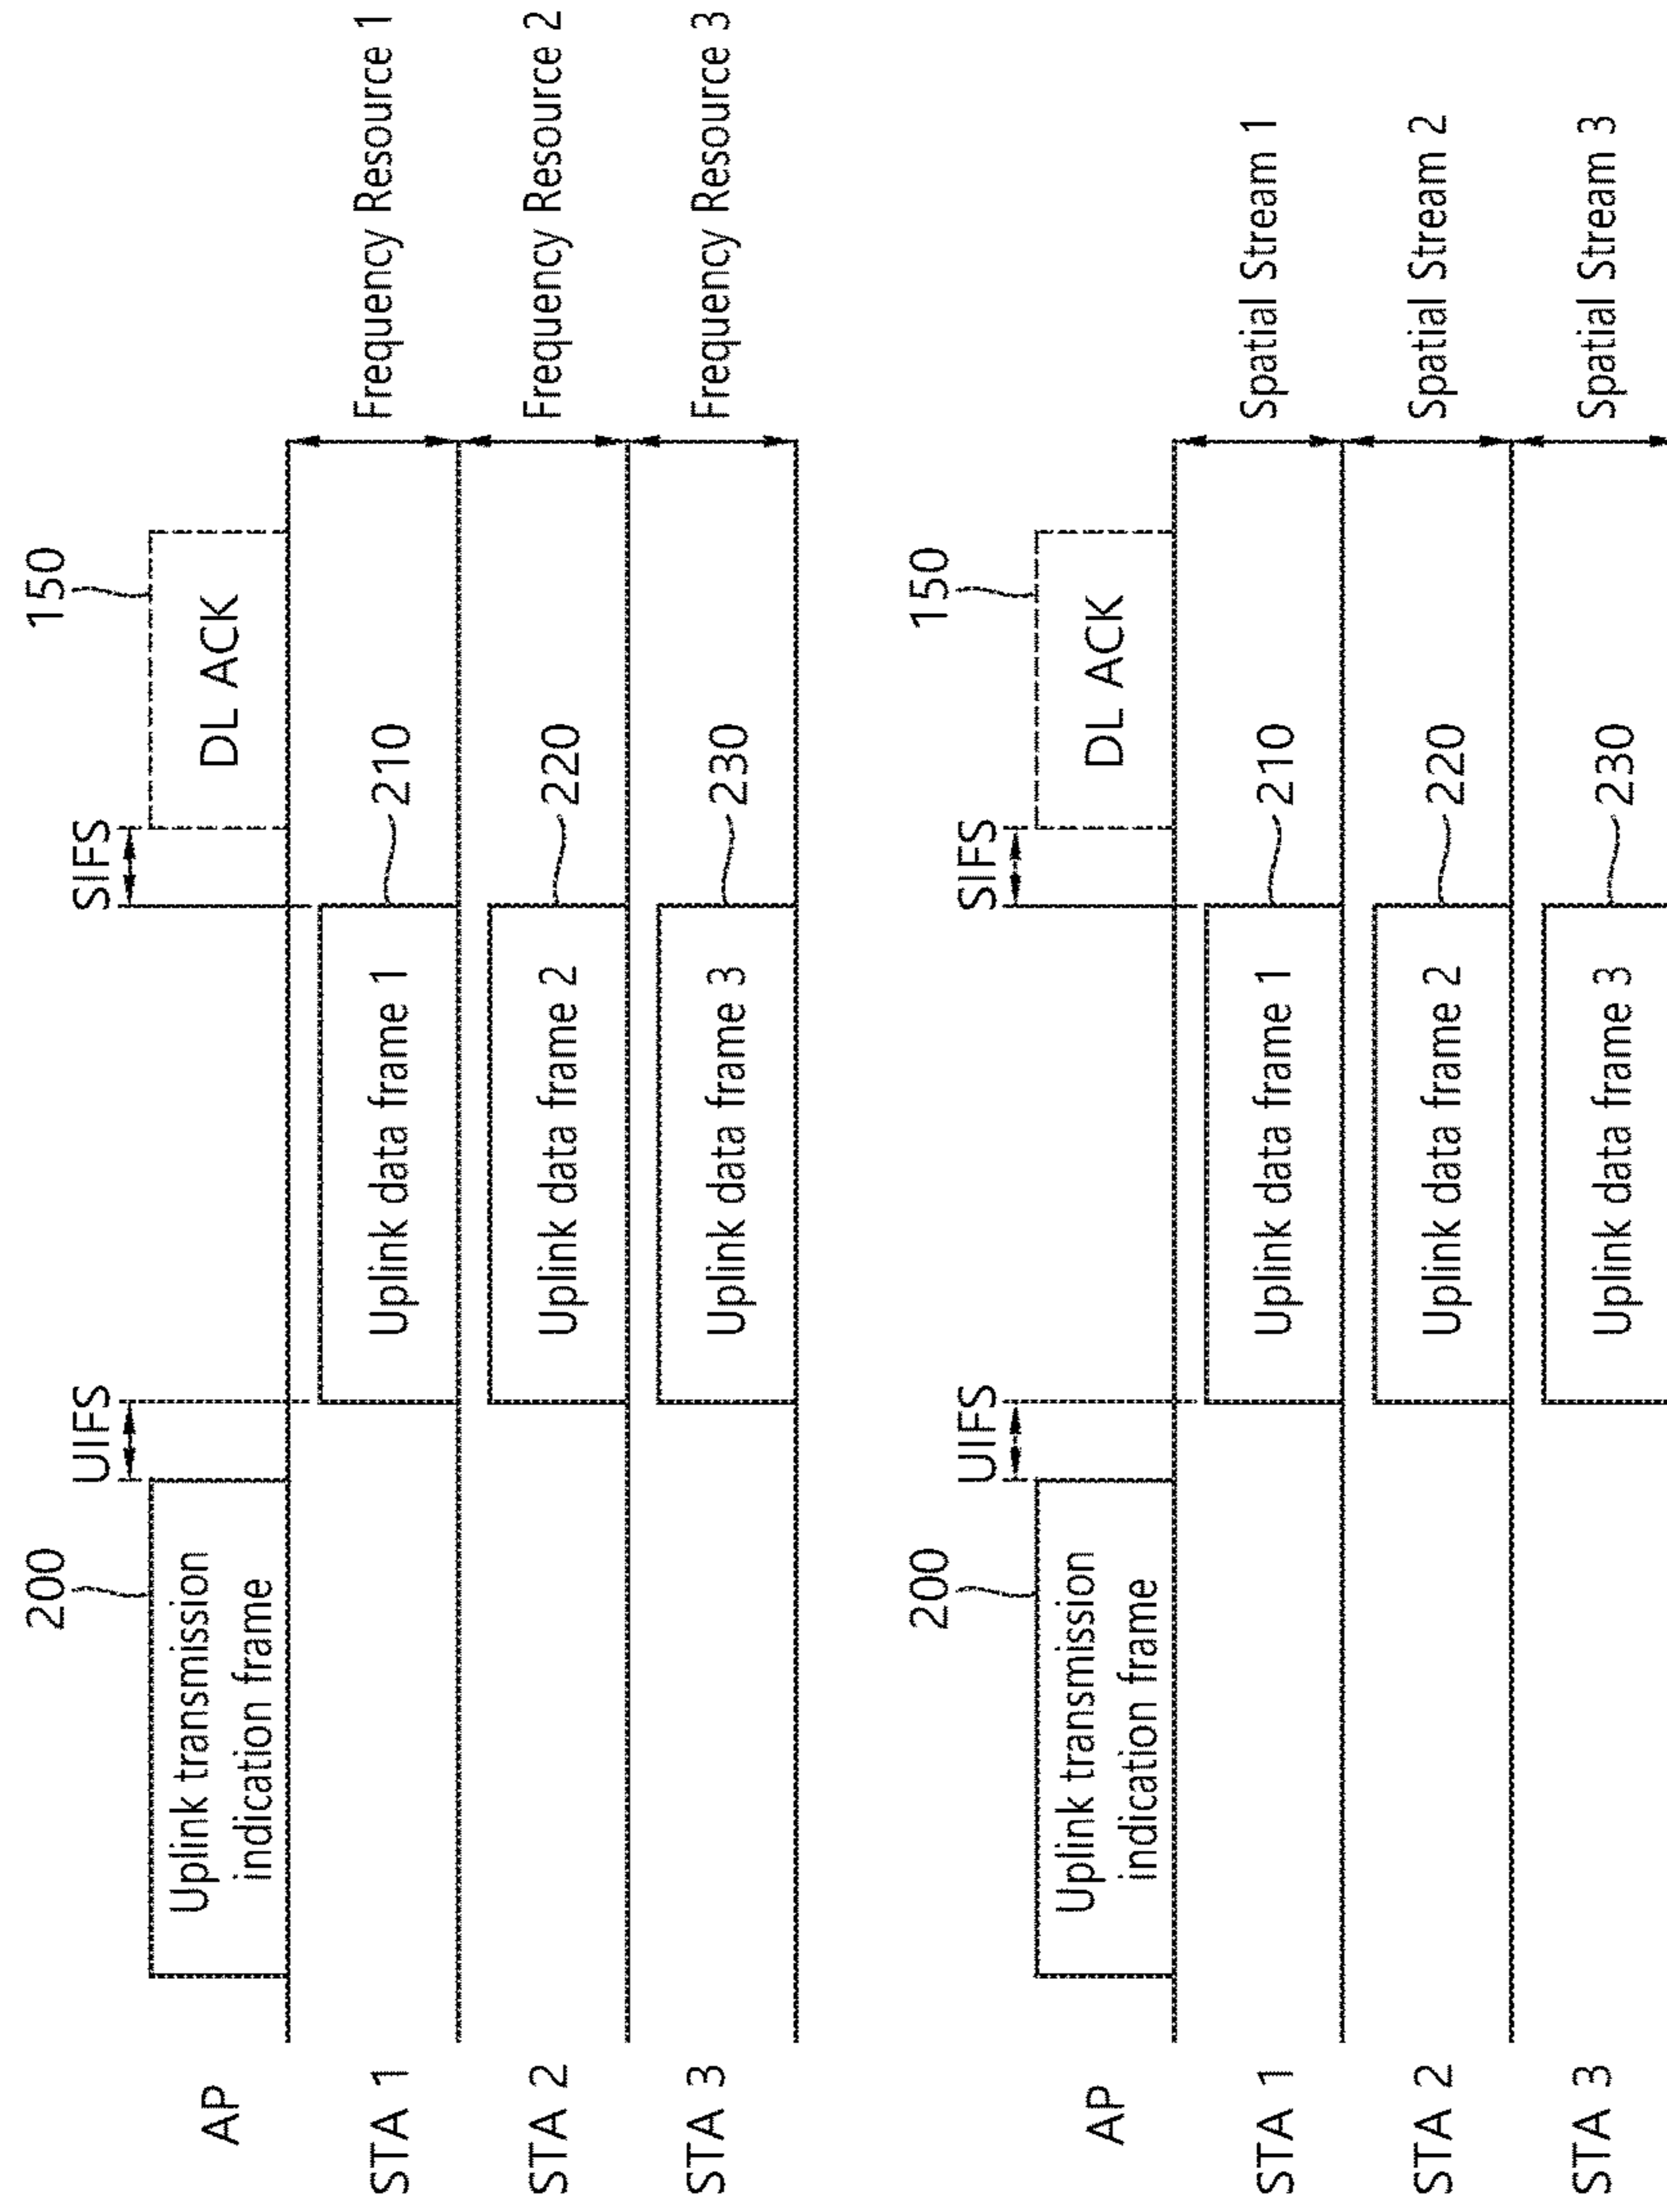 200
UIFS
SIFS
150
AP
Uplink transmission
indication frame
DL ACK
STA 1
Uplink data frame 1
210
Frequency Resource 1
STA 2
Uplink data frame 2
220
Frequency Resource 2
STA 3
Uplink data frame 3
230
Frequency Resource 3
200
UIFS
SIFS
150
AP
Uplink transmission
indication frame
DL ACK
STA 1
Uplink data frame 1
210
Spatial Stream 1
STA 2
Uplink data frame 2
220
Spatial Stream 2
STA 3
Uplink data frame 3
230
Spatial Stream 3